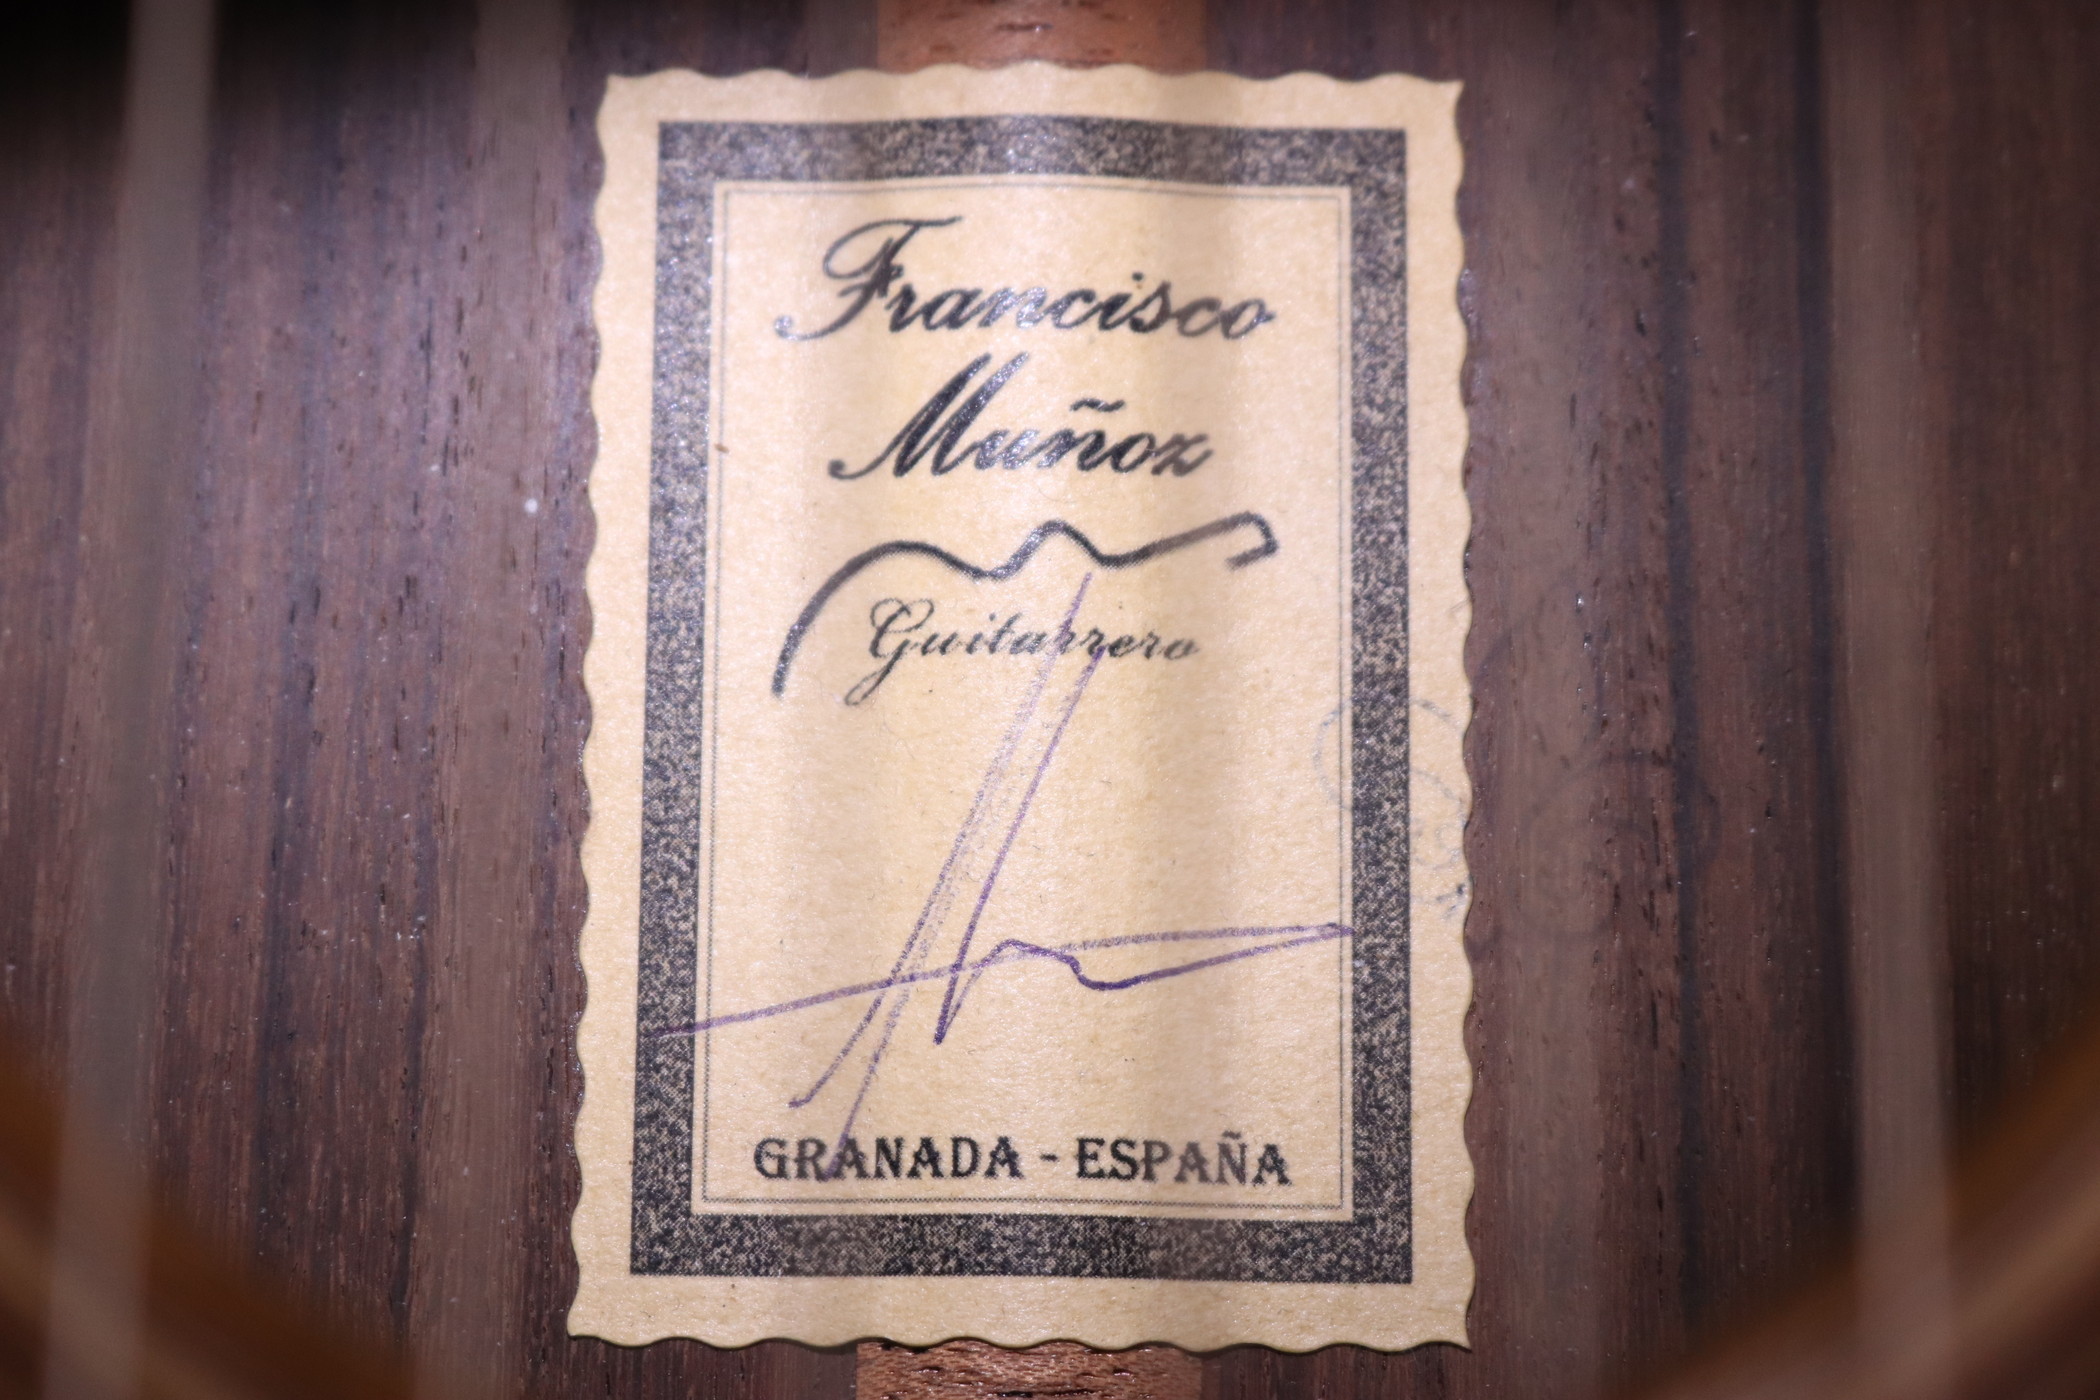 Francisco
Muñoz
Guitarrero
GRANADA - ESPAÑA